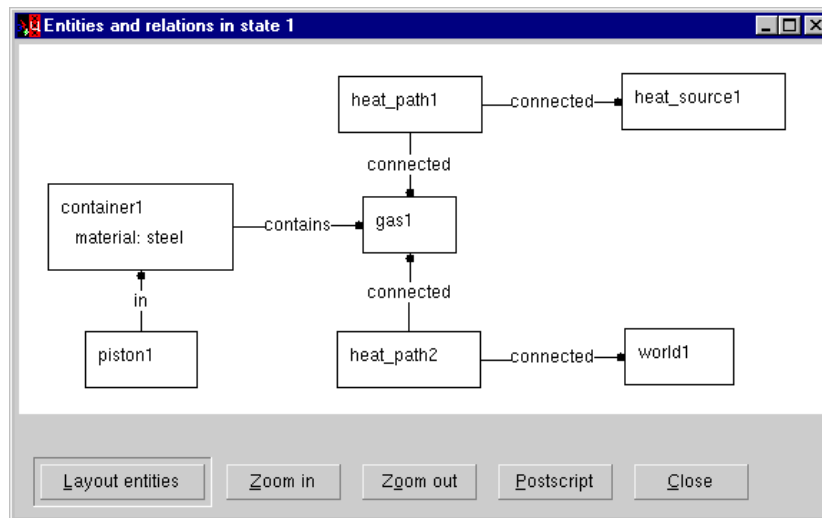 Entities and relations in state 1
heat_path1
connected
heat_source1
connected
container1
material: steel
contains
gas1
in
connected
piston1
heat_path2
connected
world1
Layout entities
Zoom in
Zoom out
Postscript
Close